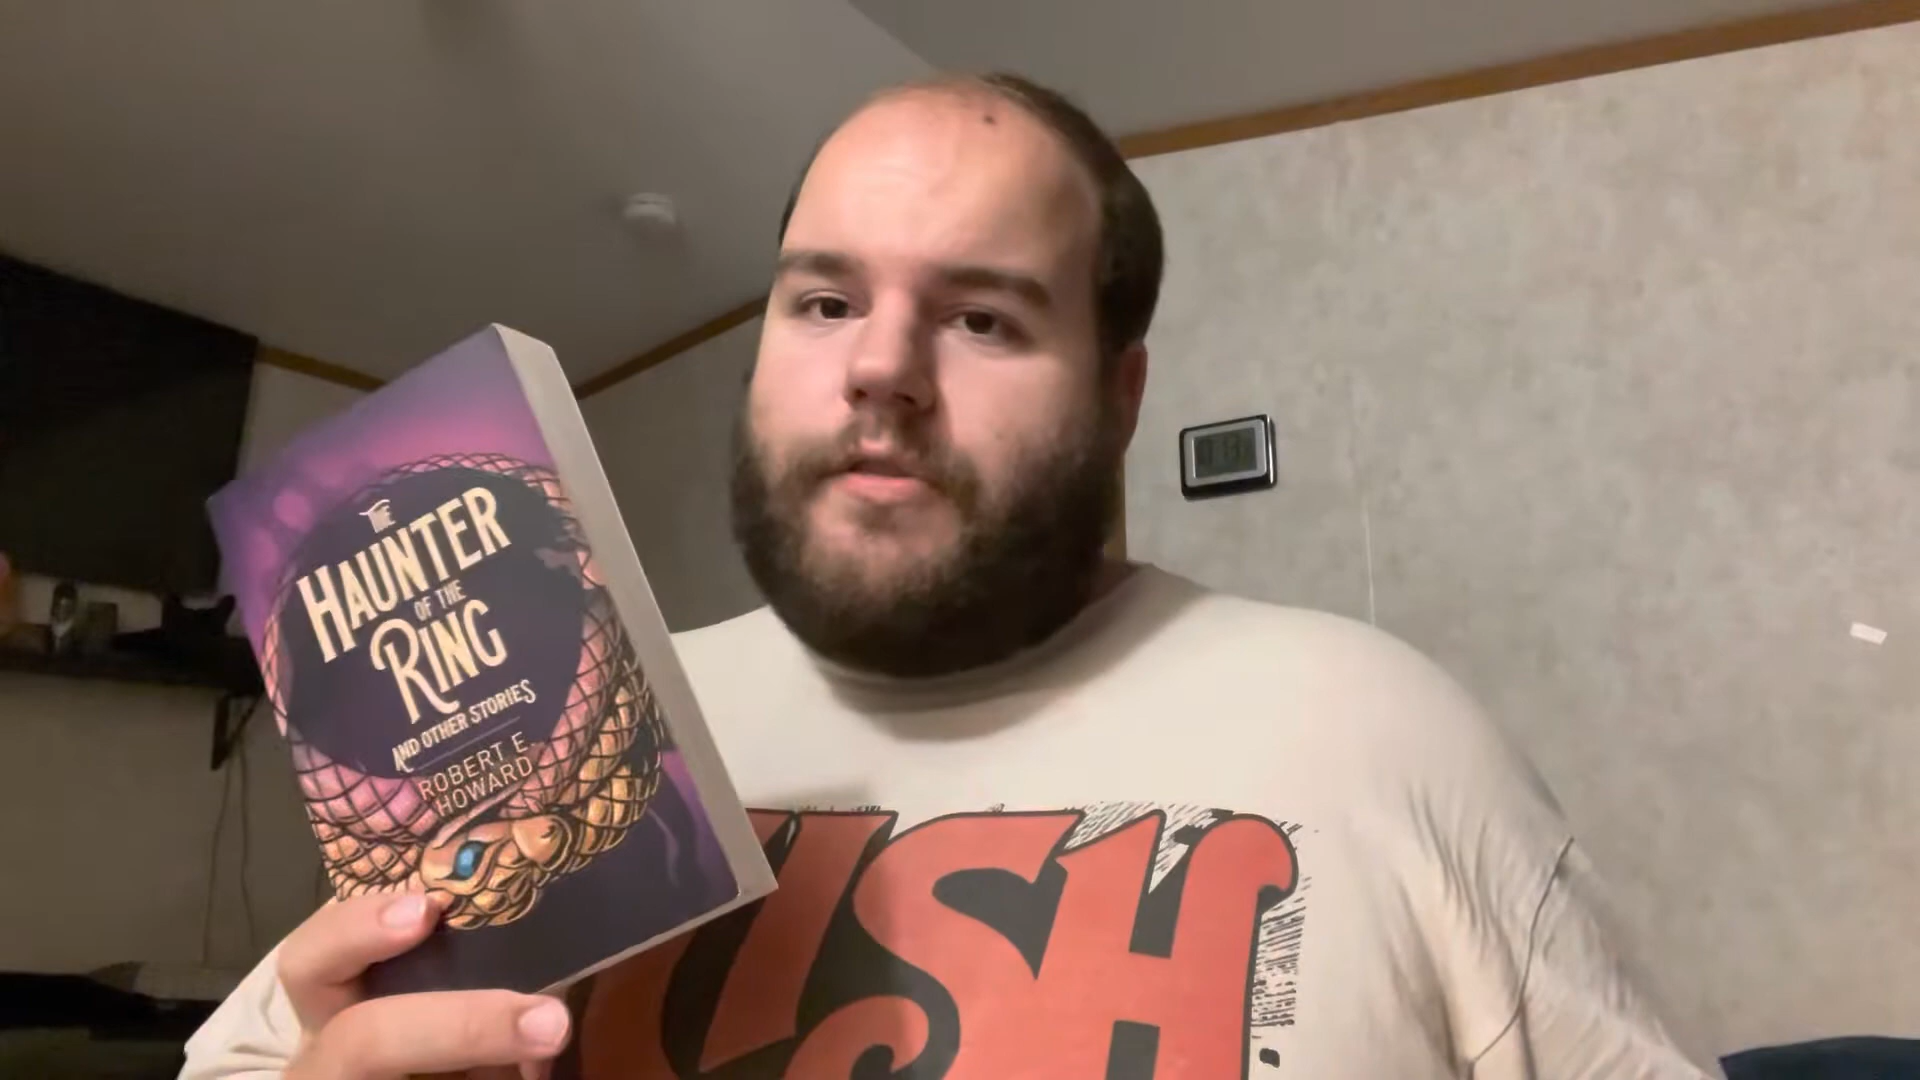 THE
HAUNTER
OF THE
RING
AND OTHER STORIES
ROBERT E.
HOWARD
USH